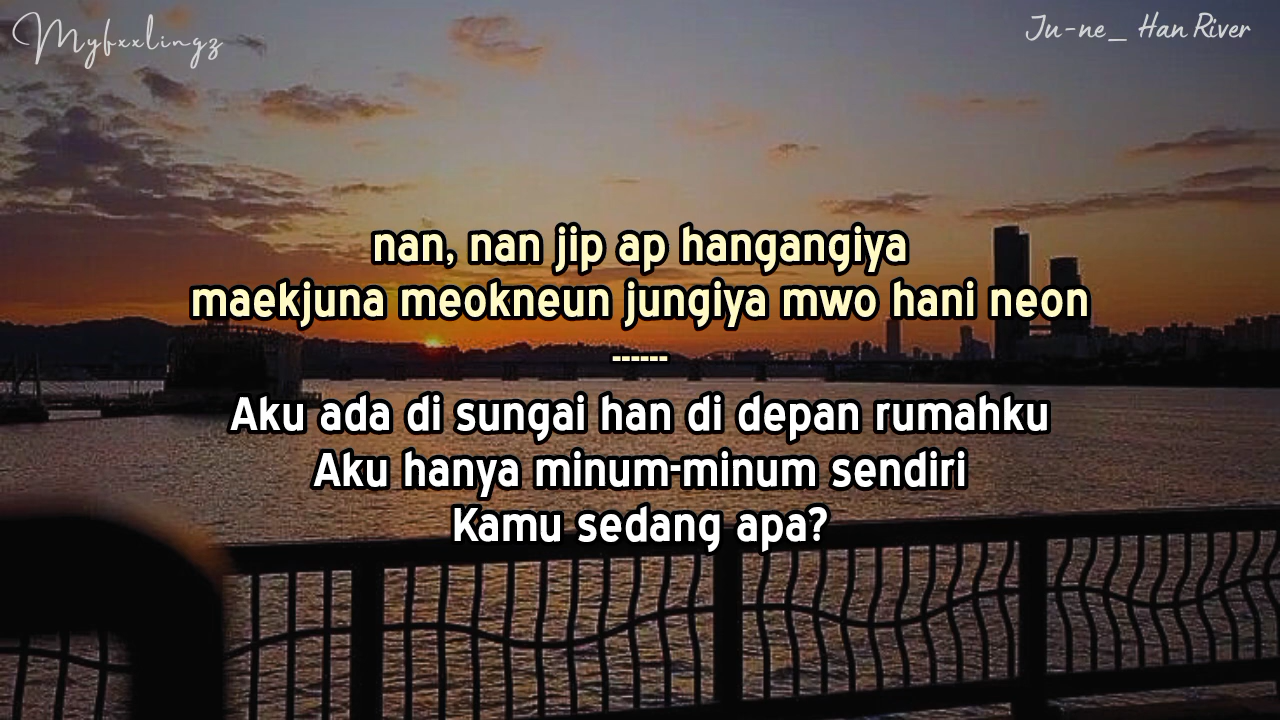 Myfxxlingz
Ju-ne_ Han River
nan, nan jip ap hangangiya
maekjuna meokneun jungiya mwo hani neon
------
Aku ada di sungai han di depan rumahku
Aku hanya minum-minum sendiri
Kamu sedang apa?